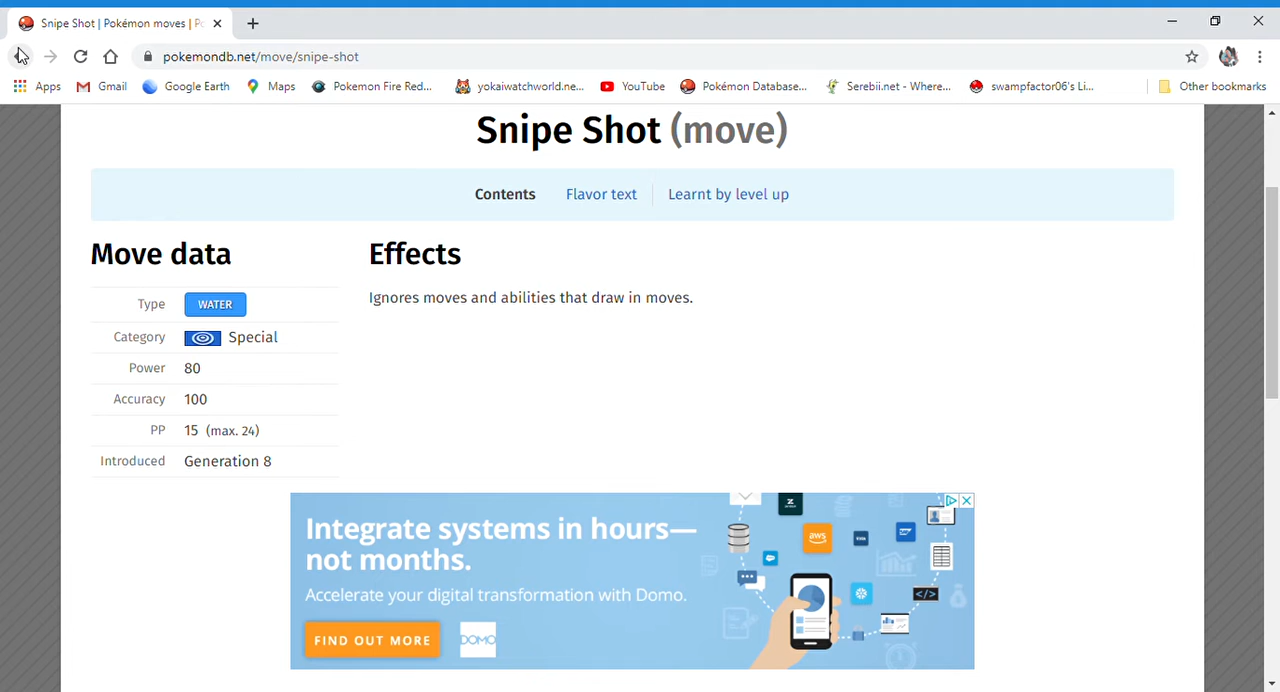 Snipe Shot | Pokémon moves | Po
pokemondb.net/move/snipe-shot
Apps Gmail Google Earth Maps Pokemon Fire Red... yokaiwatchworld.ne... YouTube Pokémon Database... Serebii.net - Where... swampfactor06's Li... Other bookmarks
Snipe Shot (move)
Contents Flavor text Learnt by level up
Move data
Type WATER
Category Special
Power 80
Accuracy 100
PP 15 (max. 24)
Introduced Generation 8
Effects
Ignores moves and abilities that draw in moves.
Integrate systems in hours—
not months.
Accelerate your digital transformation with Domo.
FIND OUT MORE DOMO
aws
</>